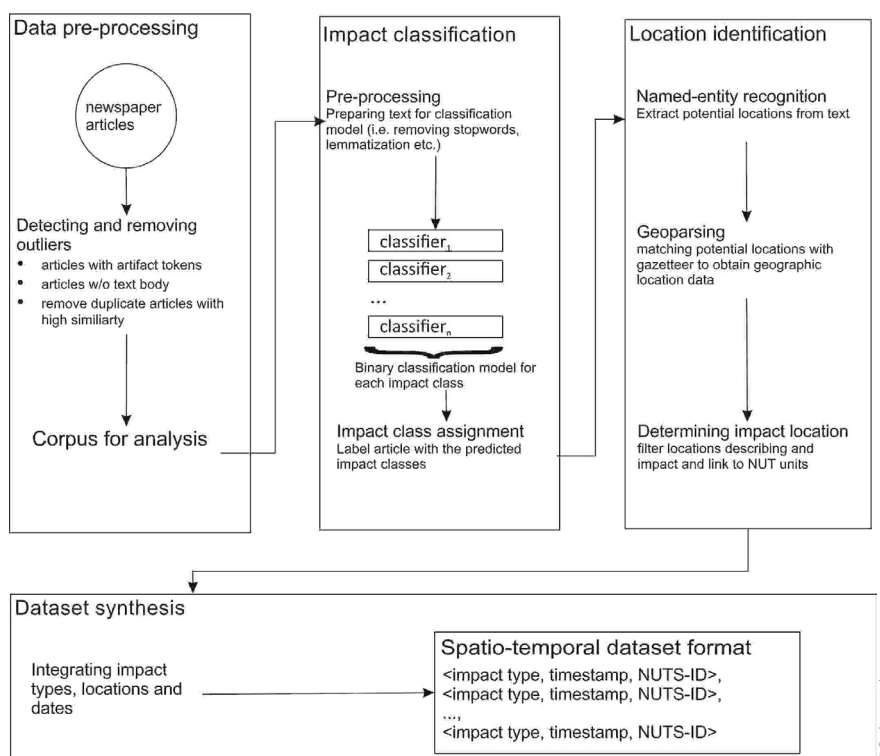 Data pre-processing
newspaper
articles
Detecting and removing
outliers
• articles with artifact tokens
• articles w/o text body
• remove duplicate articles wiith
high similiarty
Corpus for analysis
Impact classification
Pre-processing
Preparing text for classification
model (i.e. removing stopwords,
lemmatization etc.)
classifier1
classifier2
...
classifiern
Binary classification model for
each impact class
Impact class assignment
Label article with the predicted
impact classes
Location identification
Named-entity recognition
Extract potential locations from text
Geoparsing
matching potential locations with
gazetteer to obtain geographic
location data
Determining impact location
filter locations describing and
impact and link to NUT units
Dataset synthesis
Integrating impact
types, locations and
dates
Spatio-temporal dataset format
<impact type, timestamp, NUTS-ID>,
<impact type, timestamp, NUTS-ID>,
...,
<impact type, timestamp, NUTS-ID>